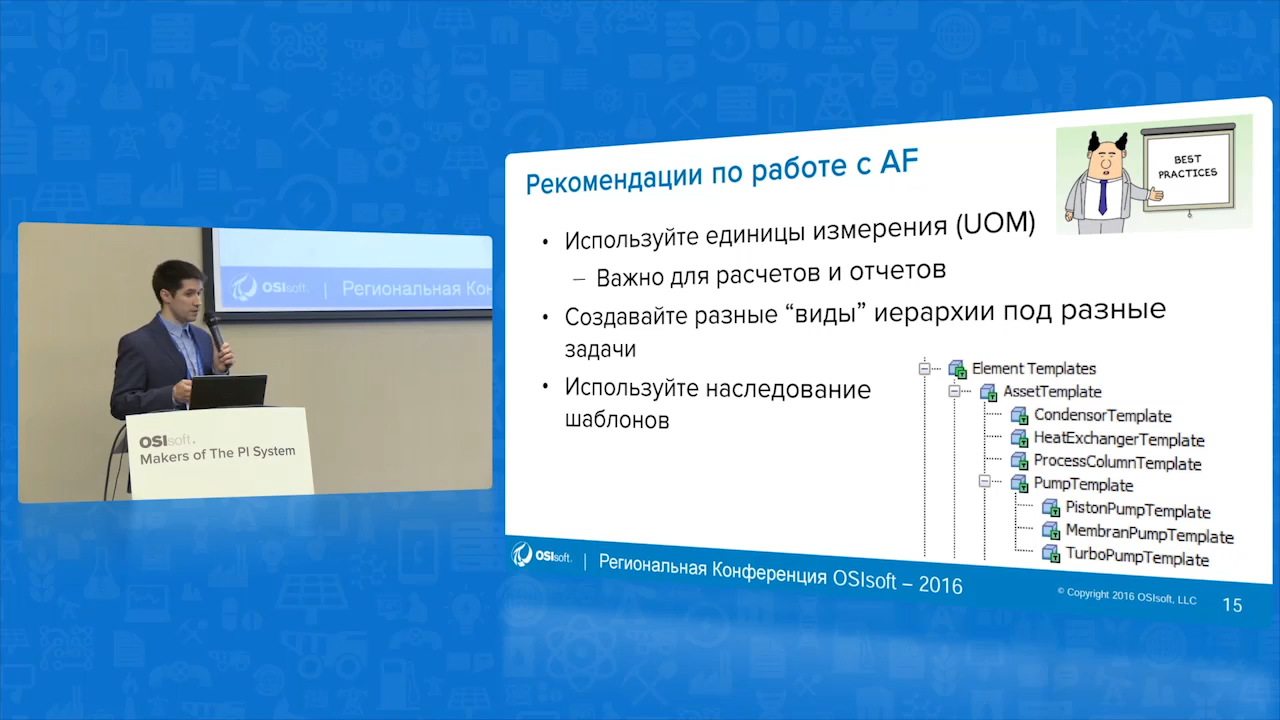 OSIsoft. | Региональная Кон
OSIsoft.
Makers of The PI System
Рекомендации по работе с AF
BEST
PRACTICES
• Используйте единицы измерения (UOM)
– Важно для расчетов и отчетов
• Создавайте разные “виды” иерархии под разные
задачи
• Используйте наследование
шаблонов
Element Templates
AssetTemplate
CondensorTemplate
HeatExchangerTemplate
ProcessColumnTemplate
PumpTemplate
PistonPumpTemplate
MembranPumpTemplate
TurboPumpTemplate
OSIsoft. | Региональная Конференция OSIsoft – 2016
© Copyright 2016 OSIsoft, LLC
15